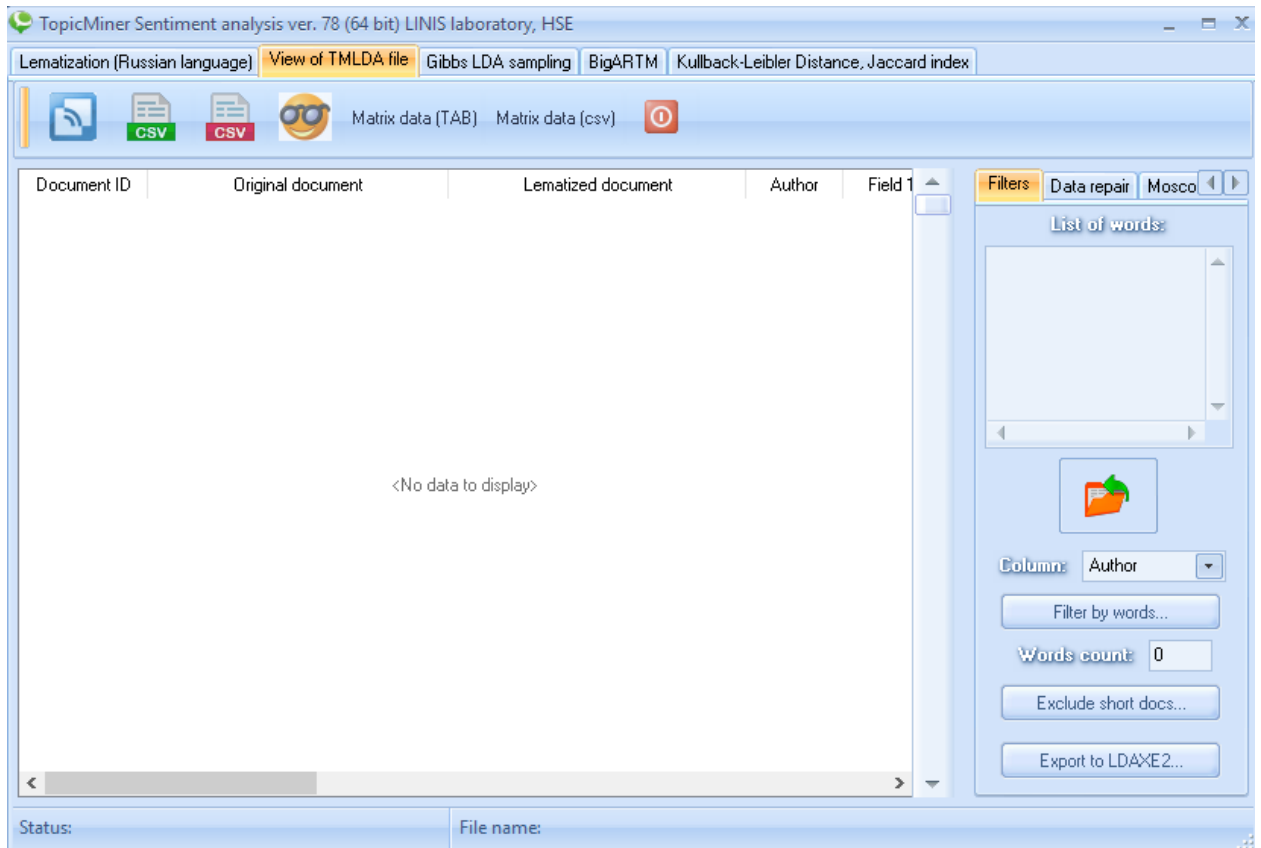 TopicMiner Sentiment analysis ver. 78 (64 bit) LINIS laboratory, HSE
Lematization (Russian language) View of TMLDA file Gibbs LDA sampling BigARTM Kullback-Leibler Distance, Jaccard index
CSV CSV Matrix data (TAB) Matrix data (csv)
Document ID Original document Lematized document Author Field 1
Filters Data repair Mosco
List of words:
<No data to display>
Column: Author
Filter by words...
Words count: 0
Exclude short docs...
Export to LDAXE2...
Status: File name: